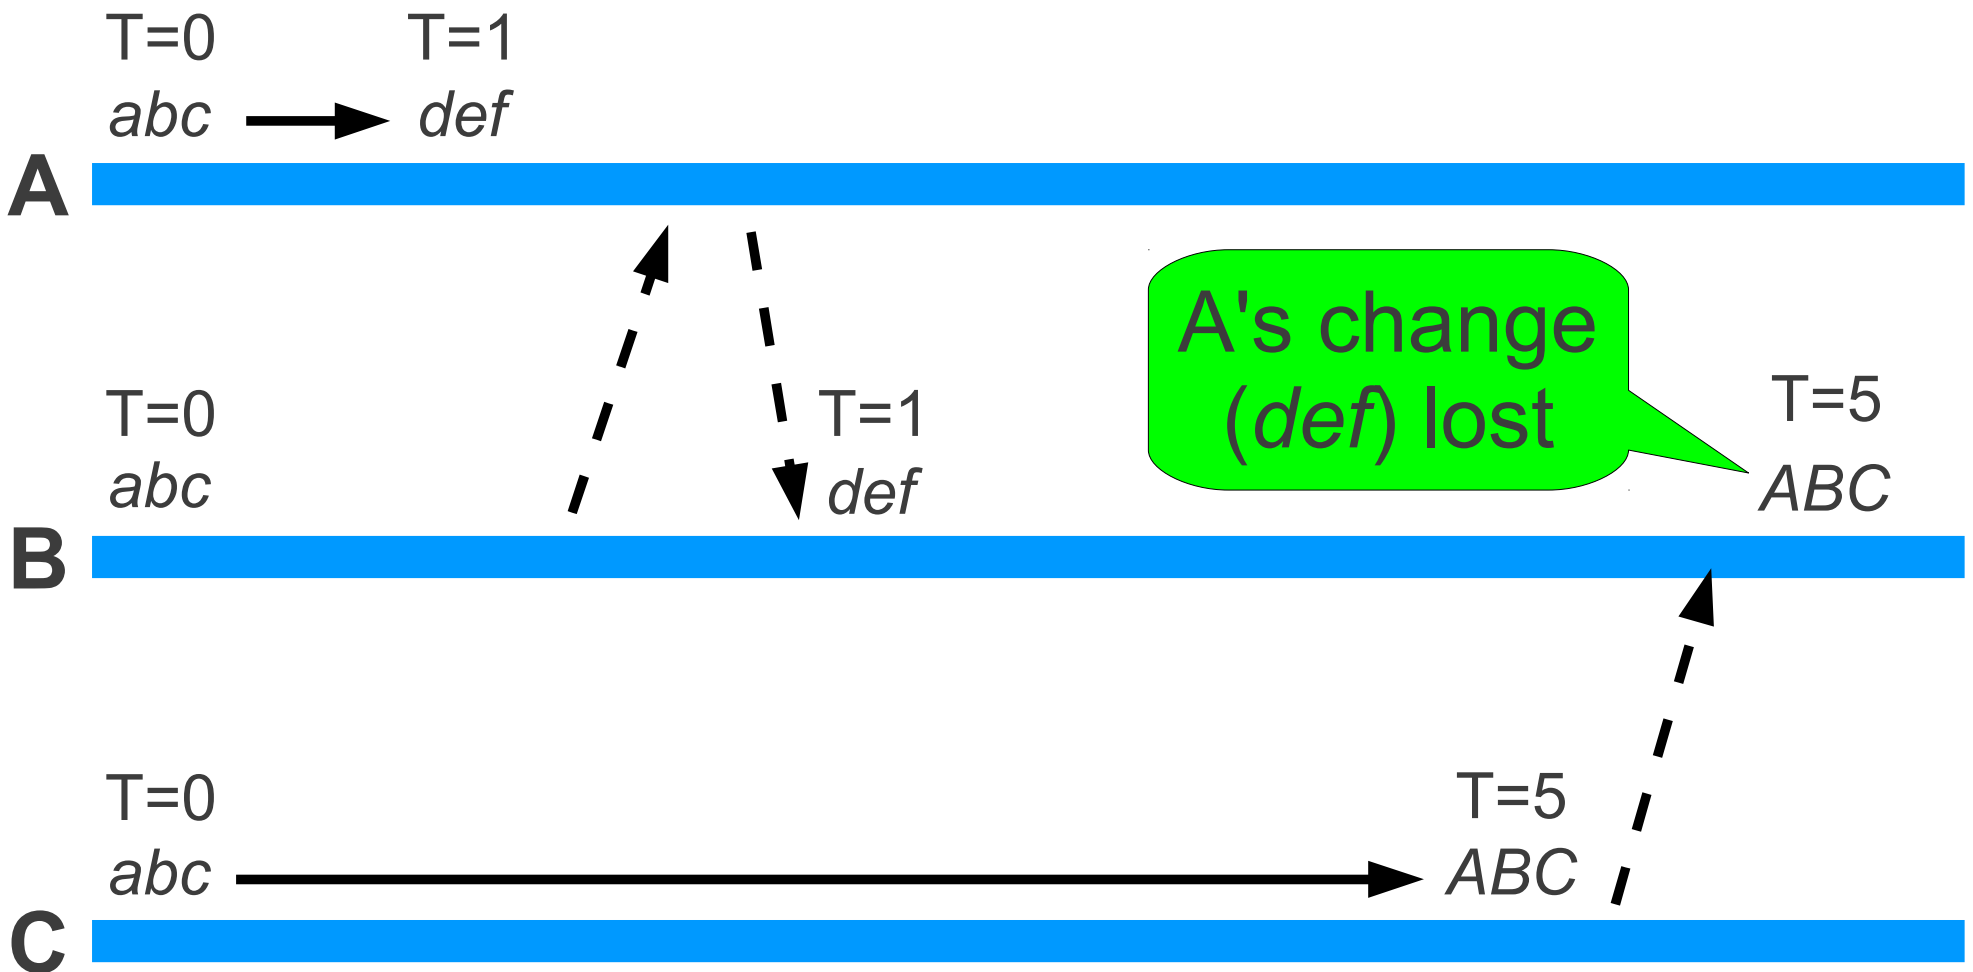 T=0 T=1
abc def
A
A's change
(def) lost
T=0 T=1 T=5
abc def ABC
B
T=0 T=5
abc ABC
C